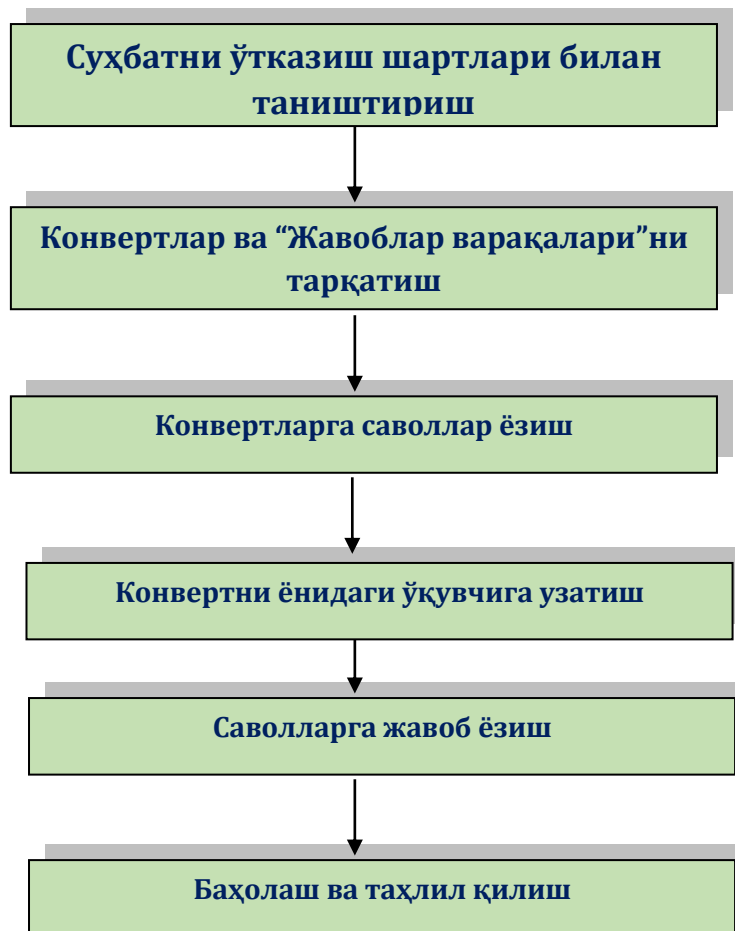 Суҳбатни ўтказиш шартлари билан
таништириш
Конвертлар ва “Жавоблар варақалари”ни
тарқатиш
Конвертларга саволлар ёзиш
Конвертни ёнидаги ўқувчига узатиш
Саволларга жавоб ёзиш
Баҳолаш ва таҳлил қилиш